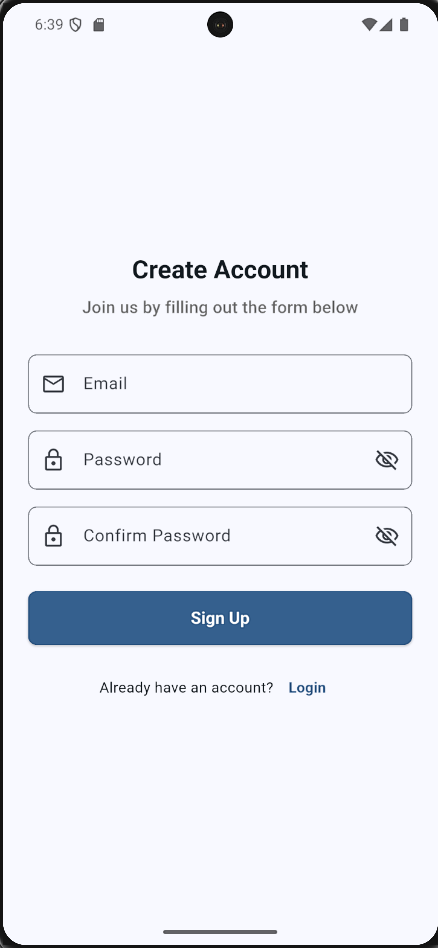 6:39
Create Account
Join us by filling out the form below
Email
Password
Confirm Password
Sign Up
Already have an account? Login